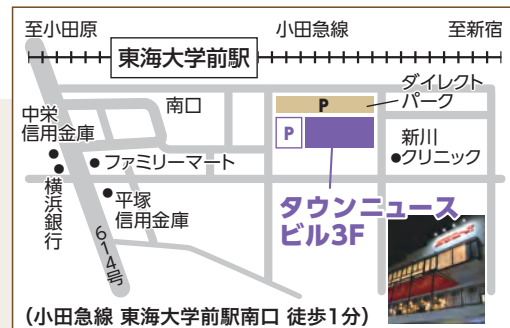 至小田原
小田急線
至新宿
東海大学前駅
ダイレクト
パーク
P
南口
中栄
信用金庫
P
新川
クリニック
ファミリーマート
横浜銀行
平塚
信用金庫
タウンニュース
ビル3F
614号
(小田急線 東海大学前駅南口 徒歩1分)